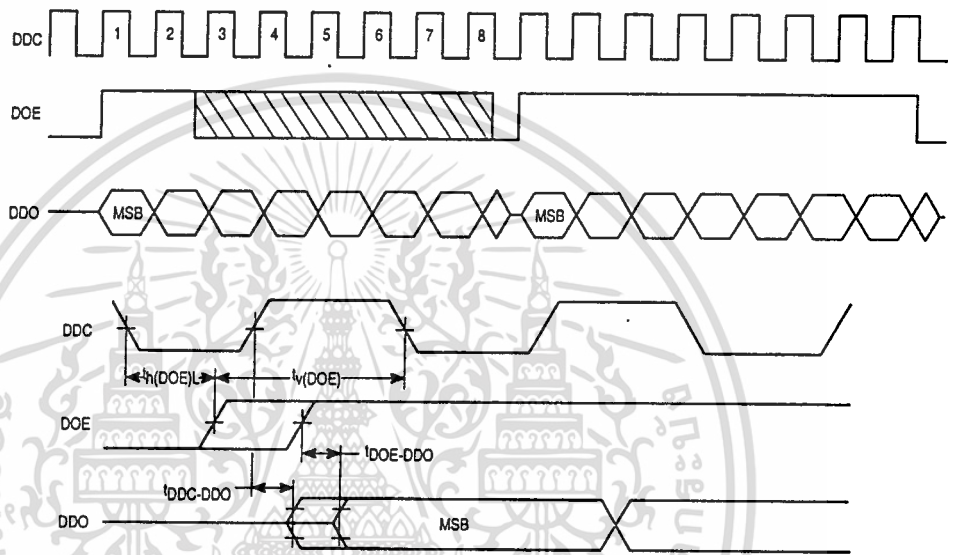 DDC 1 2 3 4 5 6 7 8
DOE
DDO MSB MSB
DDC
th(DOE)L tv(DOE)
DOE
tDOE-DDO
tDDC-DDO
DDO MSB